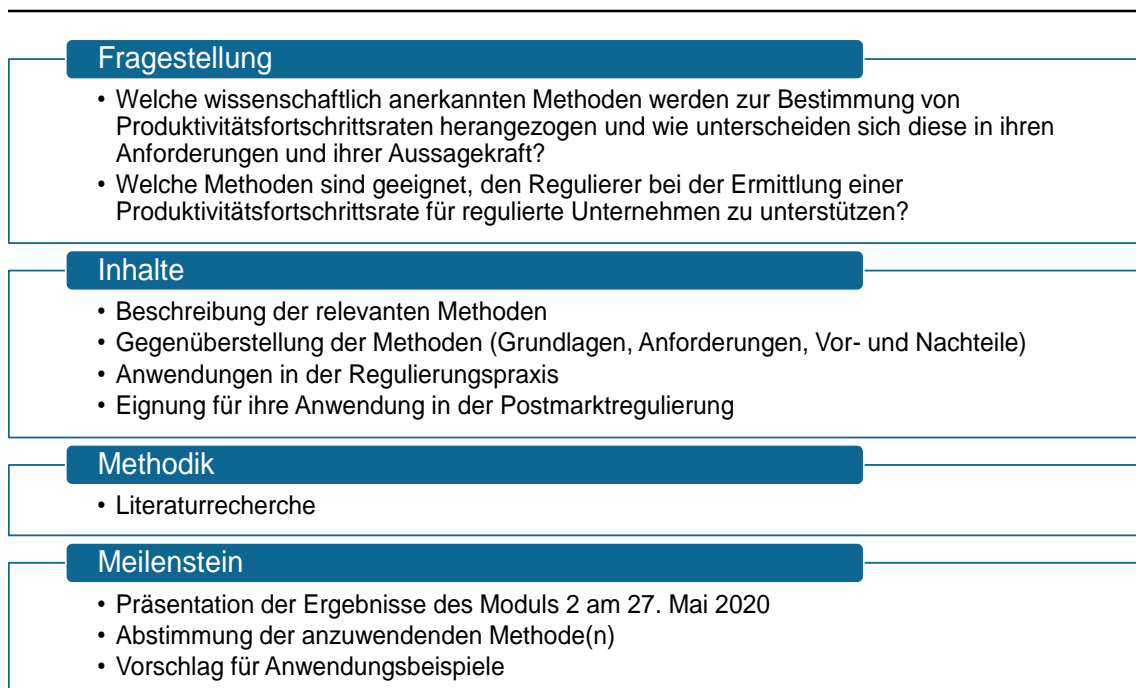 Fragestellung
• Welche wissenschaftlich anerkannten Methoden werden zur Bestimmung von
Produktivitätsfortschrittsraten herangezogen und wie unterscheiden sich diese in ihren
Anforderungen und ihrer Aussagekraft?
• Welche Methoden sind geeignet, den Regulierer bei der Ermittlung einer
Produktivitätsfortschrittsrate für regulierte Unternehmen zu unterstützen?
Inhalte
• Beschreibung der relevanten Methoden
• Gegenüberstellung der Methoden (Grundlagen, Anforderungen, Vor- und Nachteile)
• Anwendungen in der Regulierungspraxis
• Eignung für ihre Anwendung in der Postmarktregulierung
Methodik
• Literaturrecherche
Meilenstein
• Präsentation der Ergebnisse des Moduls 2 am 27. Mai 2020
• Abstimmung der anzuwendenden Methode(n)
• Vorschlag für Anwendungsbeispiele